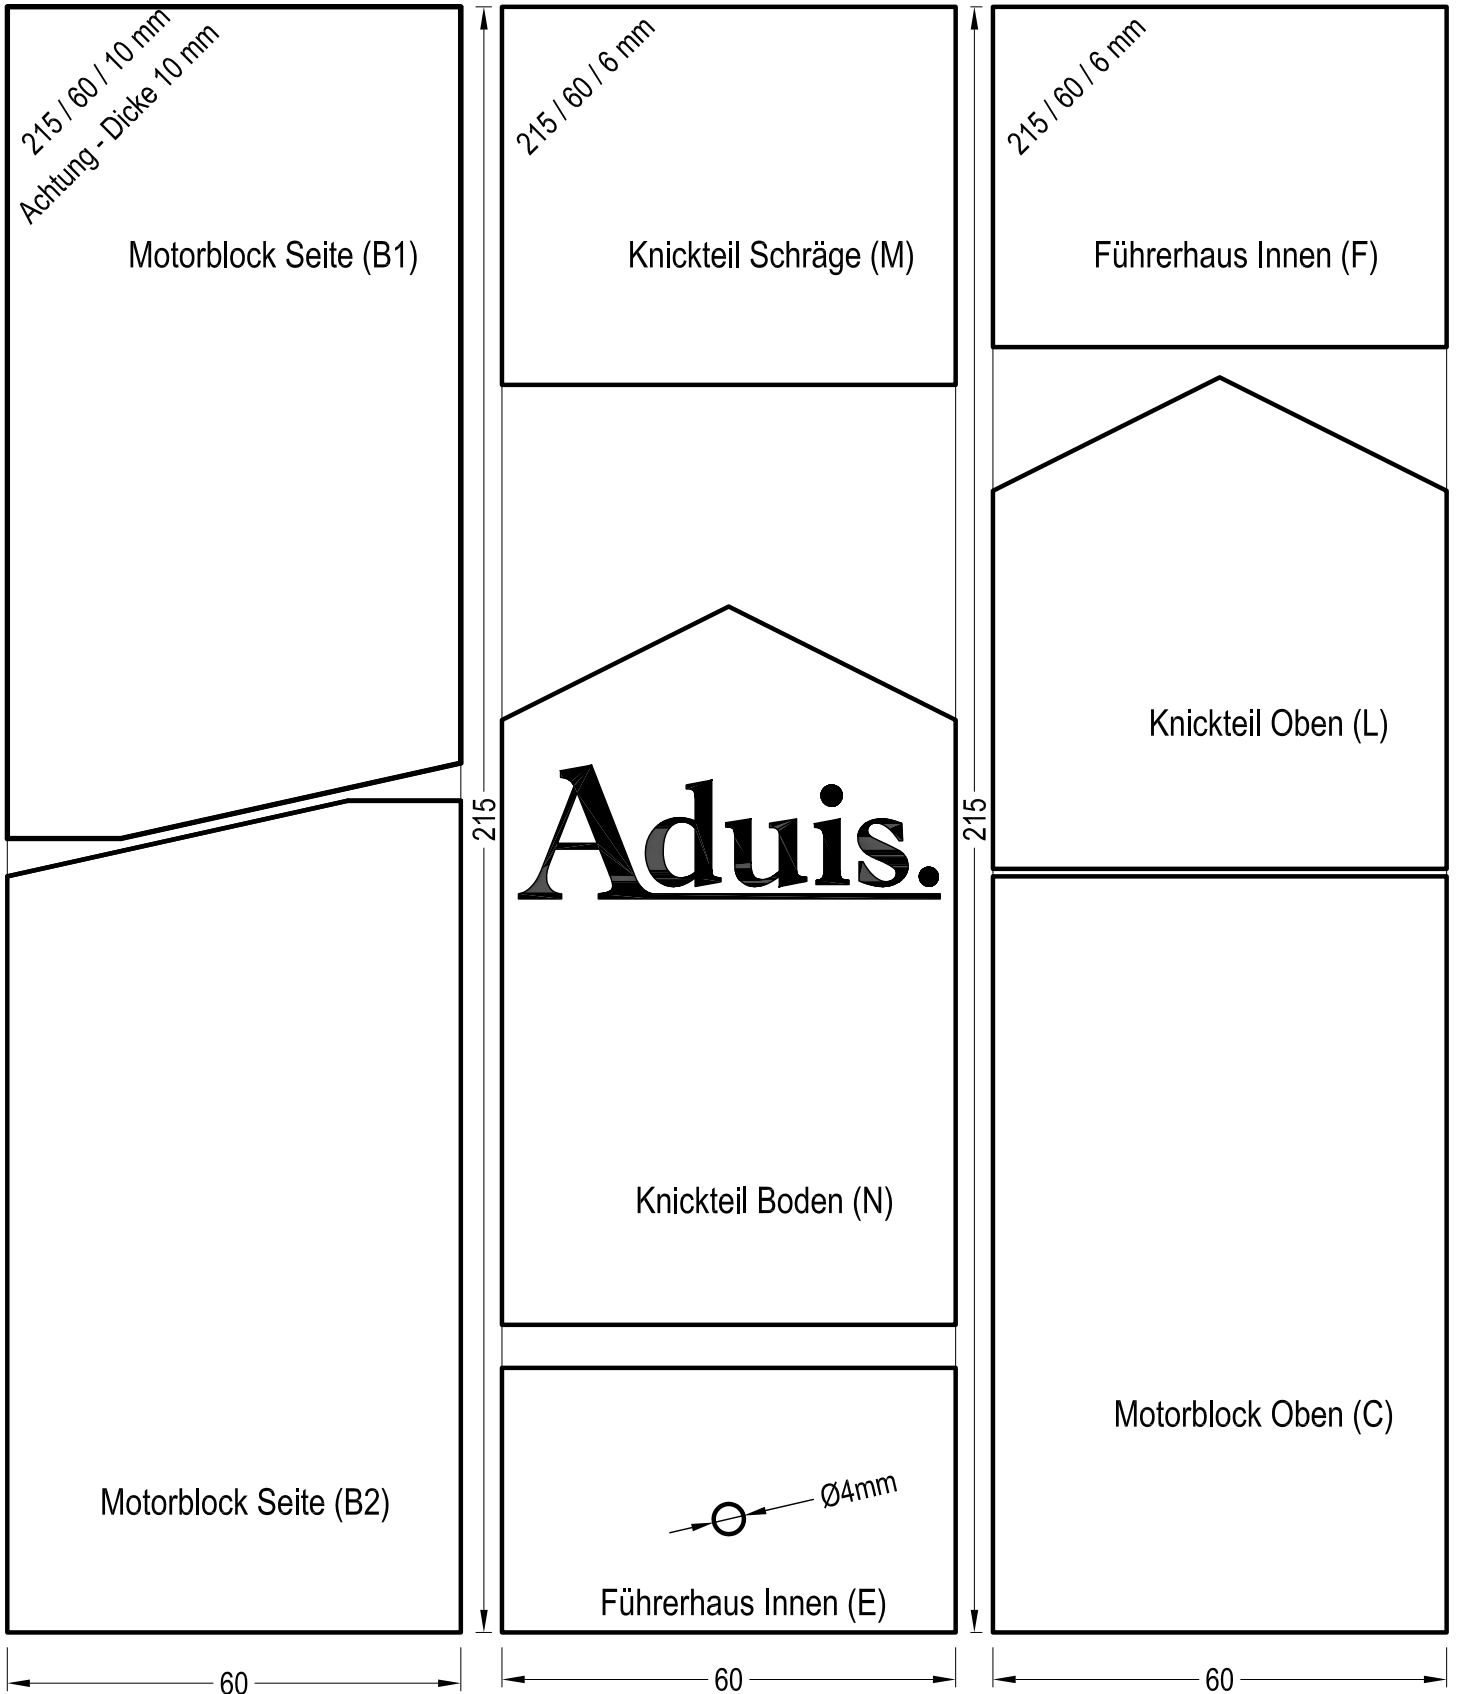 215 / 60 / 10 mm
Achtung - Dicke 10 mm
Motorblock Seite (B1)
Motorblock Seite (B2)
60
215
215 / 60 / 6 mm
Knickteil Schräge (M)
Aduis.
Knickteil Boden (N)
Ø4mm
Führerhaus Innen (E)
60
215
215 / 60 / 6 mm
Führerhaus Innen (F)
Knickteil Oben (L)
Motorblock Oben (C)
60